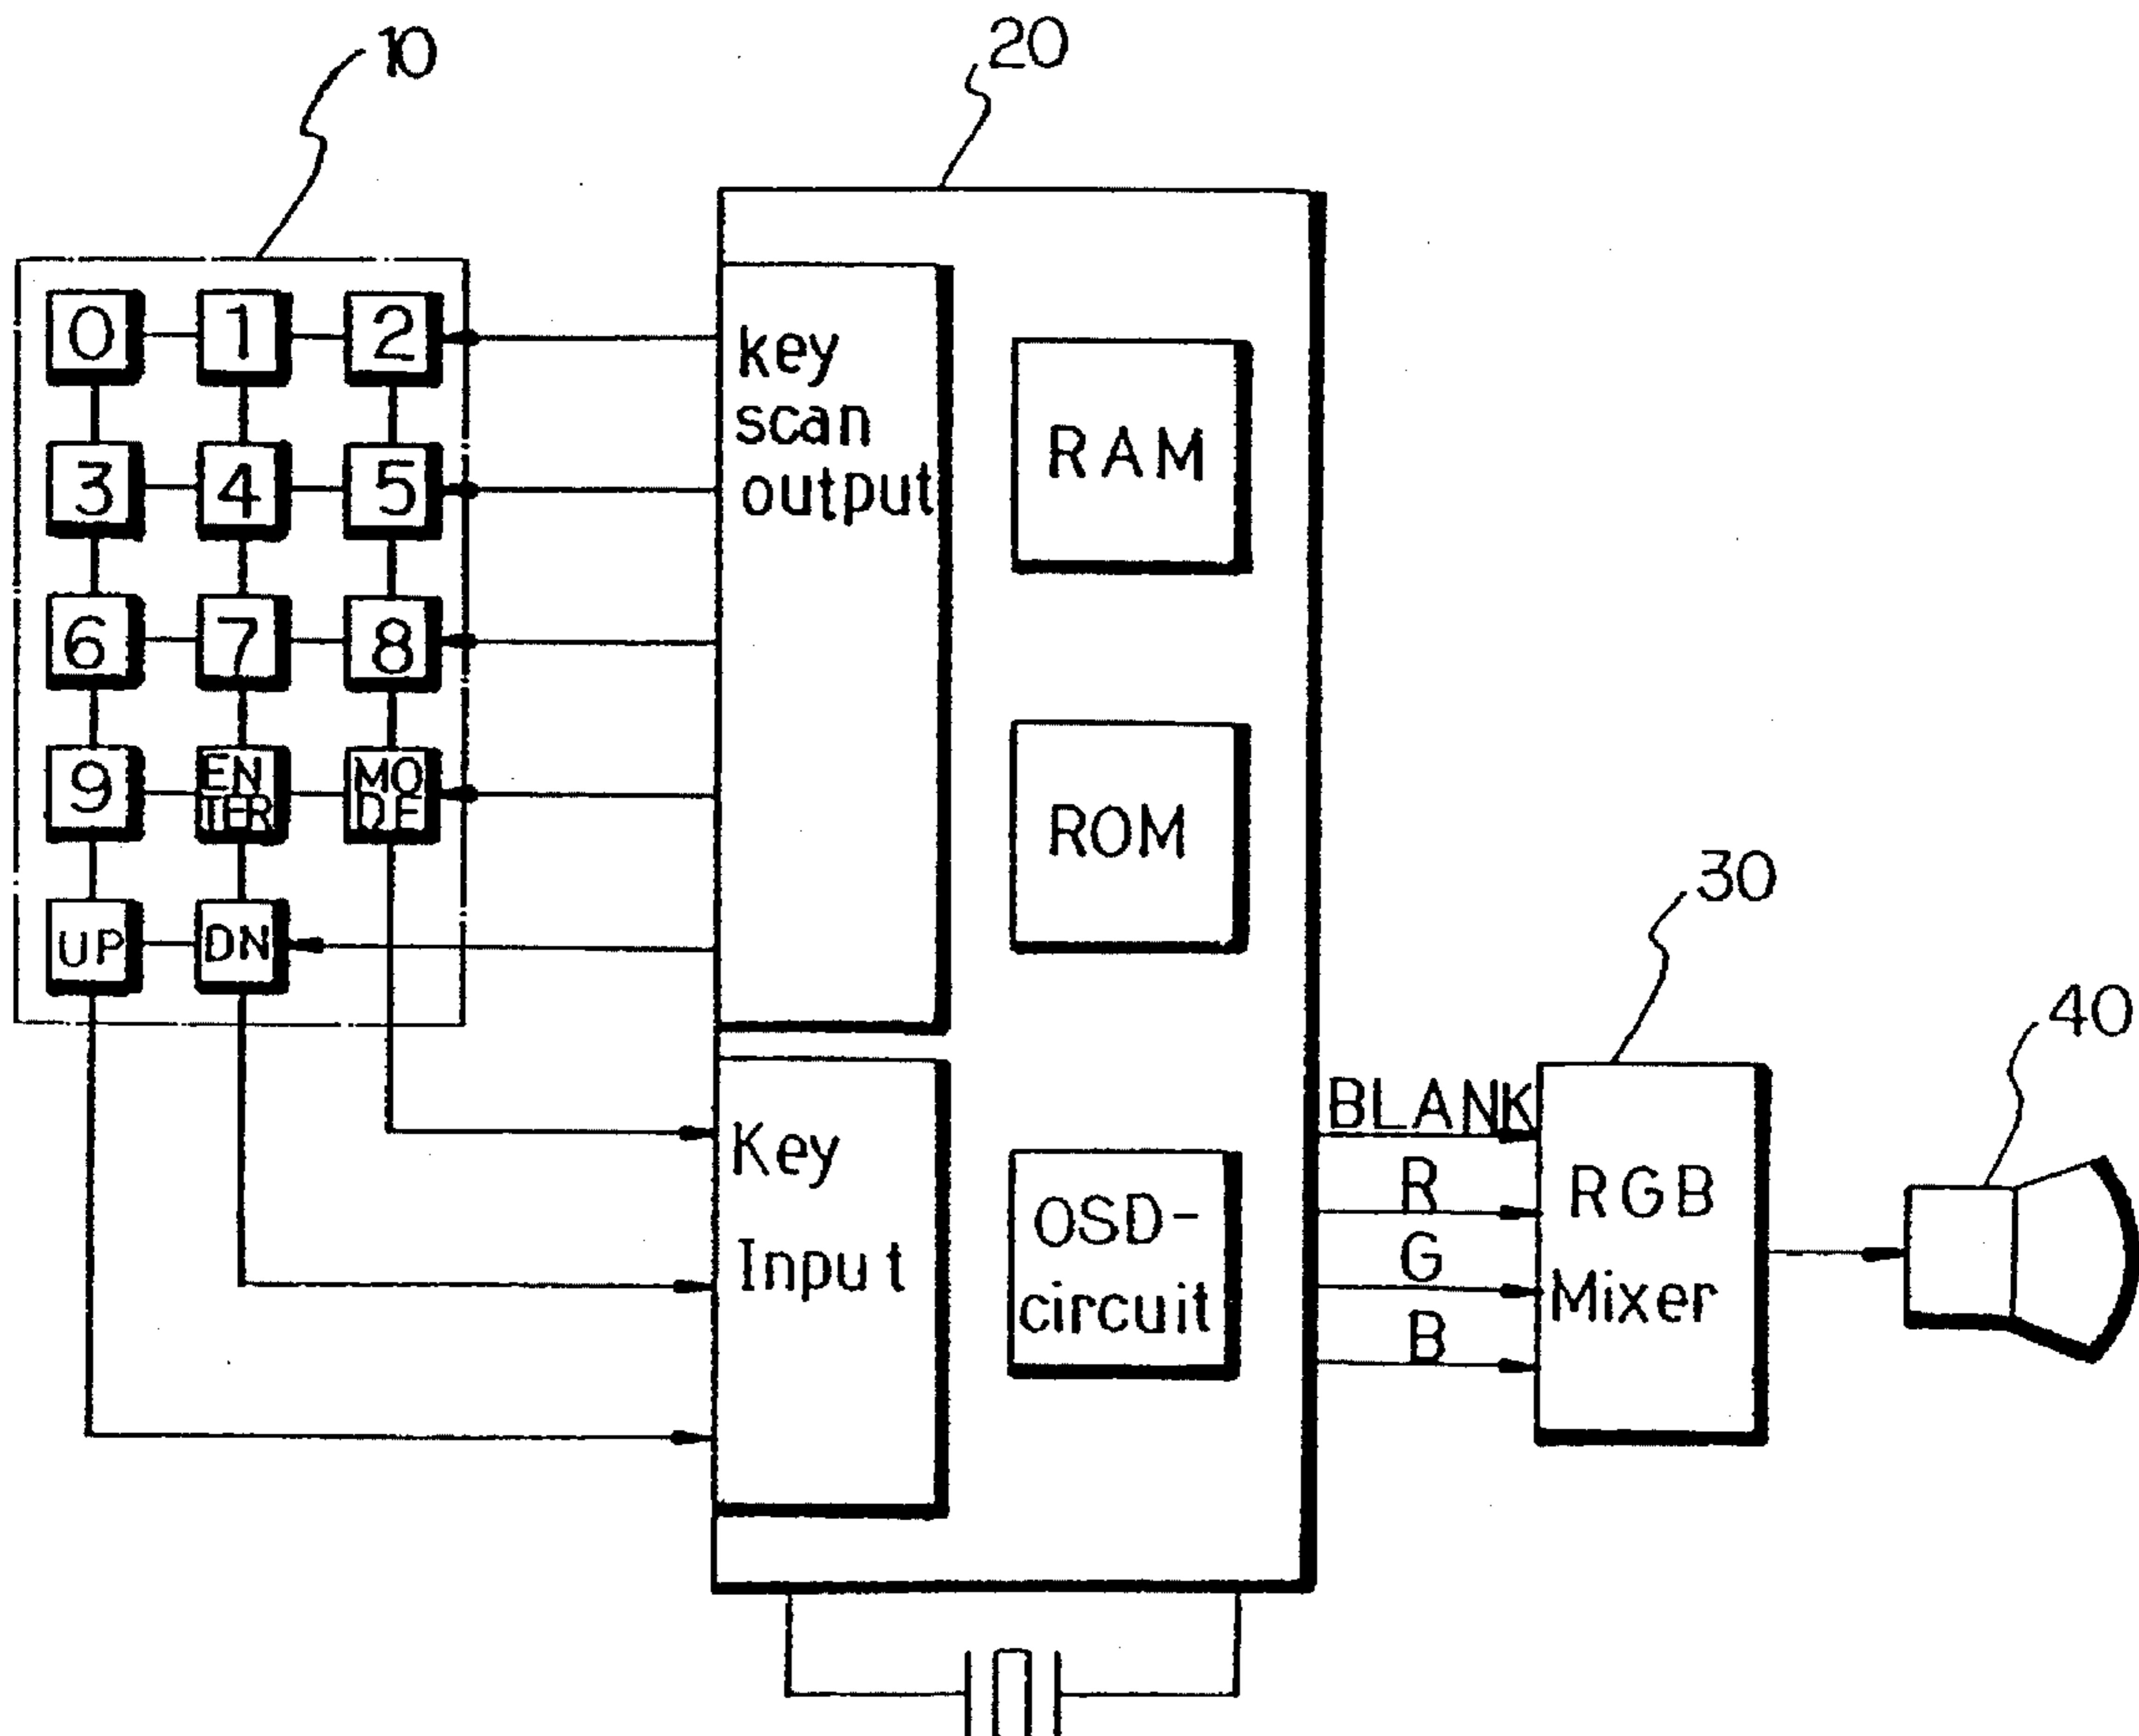 10
20
0 1 2
3 4 5
6 7 8
9 EN
TER MO
DE
UP DN
key
scan
output
RAM
ROM
Key
Input
OSD-
circuit
BLANK
R
G
B
30
RGB
Mixer
40